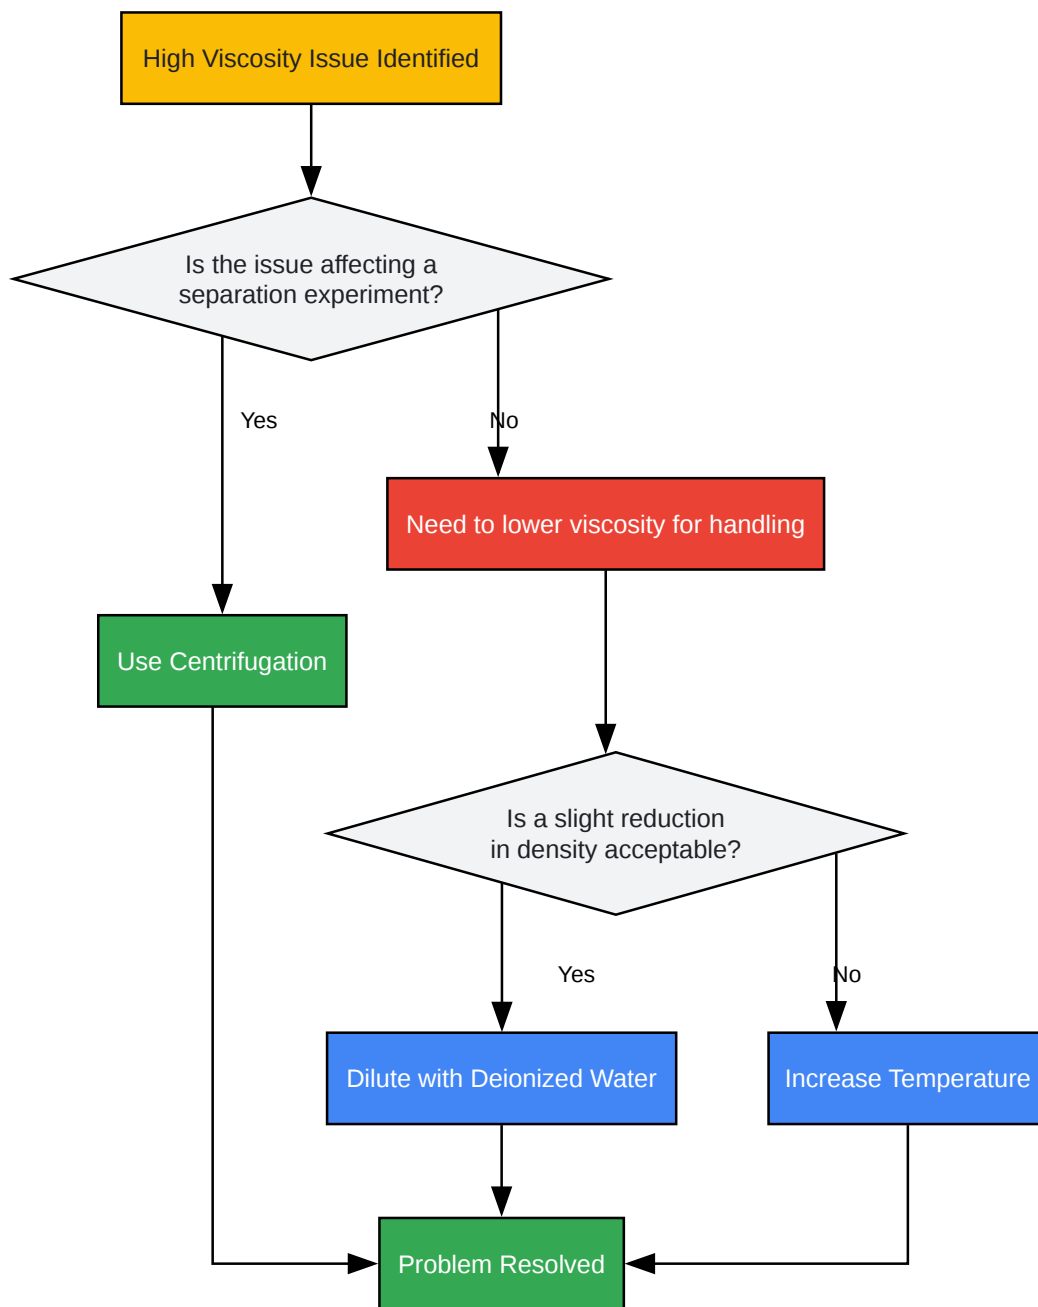 High Viscosity Issue Identified
Is the issue affecting a
separation experiment?
Yes
No
Need to lower viscosity for handling
Use Centrifugation
Is a slight reduction
in density acceptable?
Yes
No
Dilute with Deionized Water
Increase Temperature
Problem Resolved